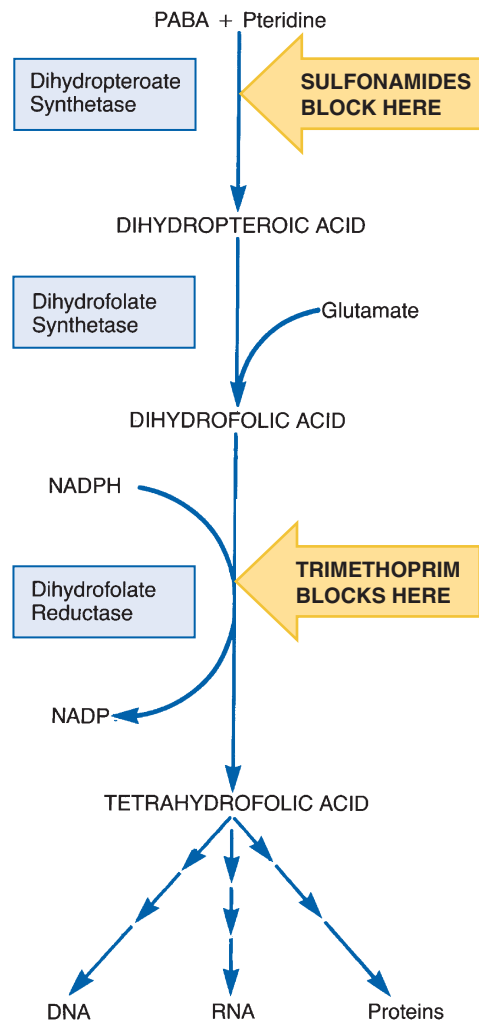 PABA + Pteridine
Dihydropteroate
Synthetase
SULFONAMIDES
BLOCK HERE
DIHYDROPTEROIC ACID
Dihydrofolate
Synthetase
Glutamate
DIHYDROFOLIC ACID
NADPH
Dihydrofolate
Reductase
TRIMETHOPRIM
BLOCKS HERE
NADP
TETRAHYDROFOLIC ACID
DNA
RNA
Proteins